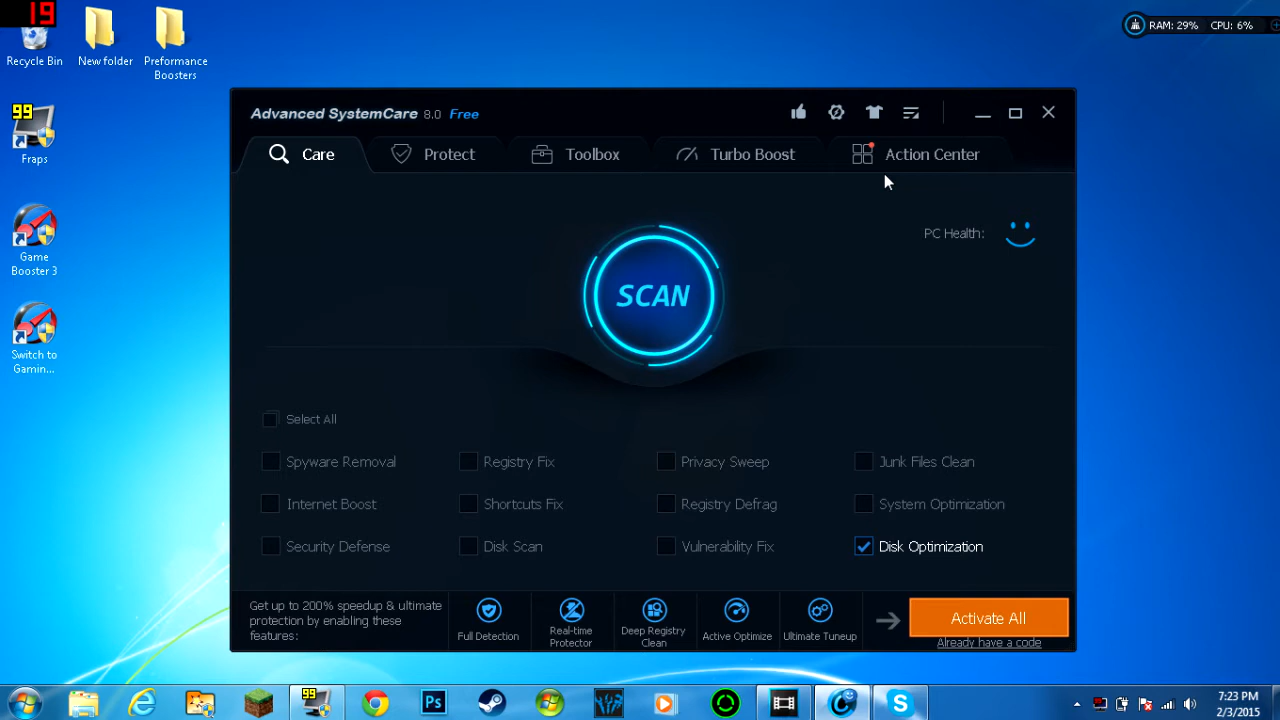 19
Recycle Bin
New folder
Preformance
Boosters
RAM: 29% CPU: 6%
99
Fraps
Game
Booster 3
Switch to
Gamin...
Advanced SystemCare 8.0 Free
Care
Protect
Toolbox
Turbo Boost
Action Center
PC Health:
SCAN
Select All
Spyware Removal
Registry Fix
Privacy Sweep
Junk Files Clean
Internet Boost
Shortcuts Fix
Registry Defrag
System Optimization
Security Defense
Disk Scan
Vulnerability Fix
Disk Optimization
Get up to 200% speedup & ultimate
protection by enabling these
features:
Full Detection
Real-time
Protector
Deep Registry
Clean
Active Optimize
Ultimate Tuneup
Activate All
Already have a code
99
Ps
7:23 PM
2/3/2015